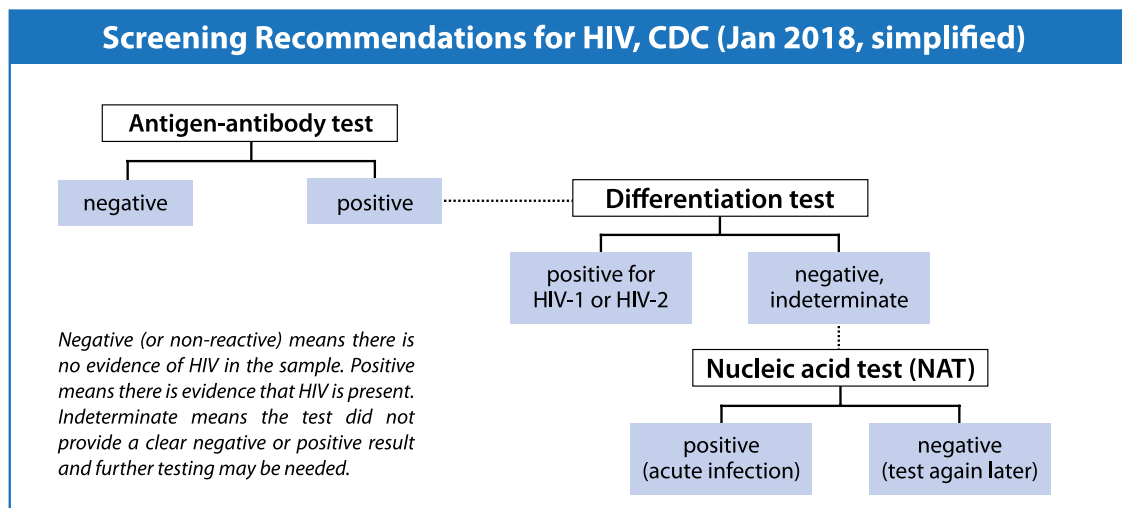 Screening Recommendations for HIV, CDC (Jan 2018, simplified)
Antigen-antibody test
negative
positive
Differentiation test
positive for
HIV-1 or HIV-2
negative,
indeterminate
Negative (or non-reactive) means there is
no evidence of HIV in the sample. Positive
means there is evidence that HIV is present.
Indeterminate means the test did not
provide a clear negative or positive result
and further testing may be needed.
Nucleic acid test (NAT)
positive
(acute infection)
negative
(test again later)